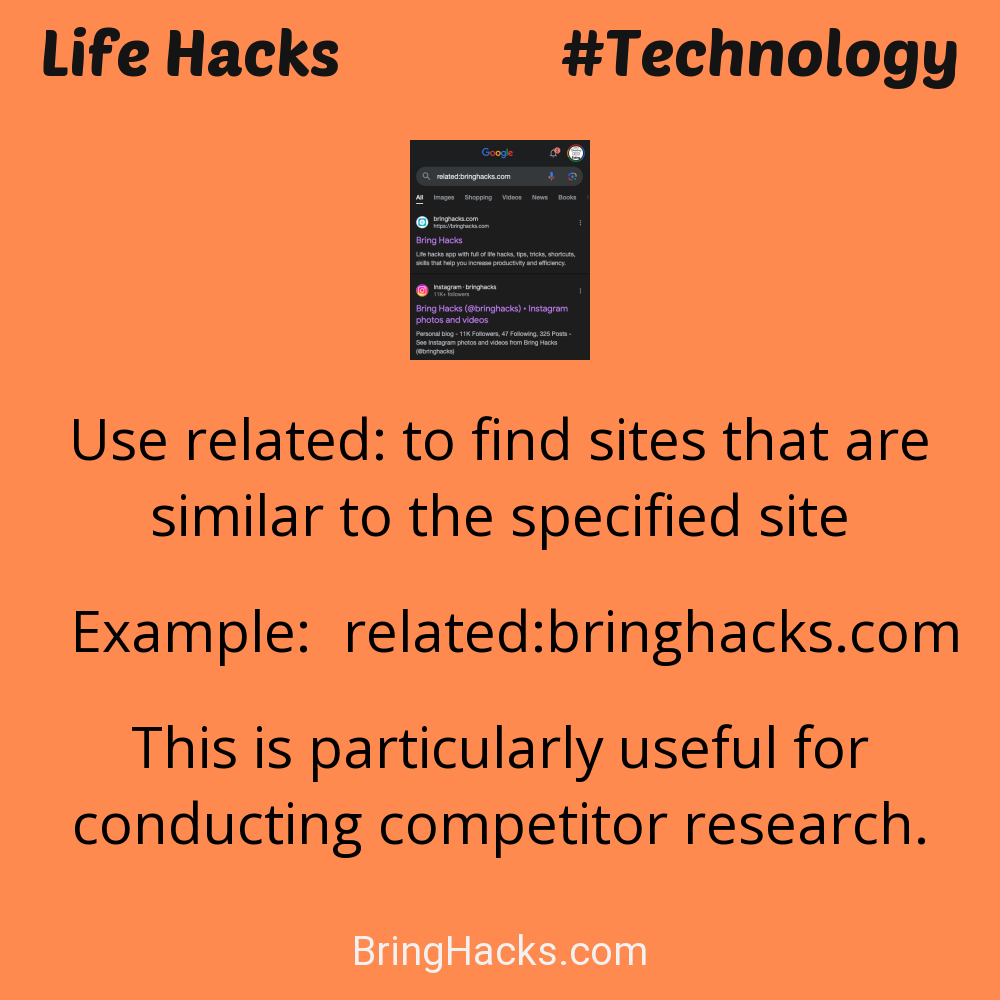 Life Hacks #Technology
Google
related:bringhacks.com
All Images Shopping Videos News Books
bringhacks.com
https://bringhacks.com
Bring Hacks
Life hacks app with full of life hacks, tips, tricks, shortcuts,
skills that help you increase productivity and efficiency.
Instagram · bringhacks
11K+ followers
Bring Hacks (@bringhacks) • Instagram
photos and videos
Personal blog - 11K Followers, 47 Following, 325 Posts -
See Instagram photos and videos from Bring Hacks
(@bringhacks)
Use related: to find sites that are
similar to the specified site
Example: related:bringhacks.com
This is particularly useful for
conducting competitor research.
BringHacks.com